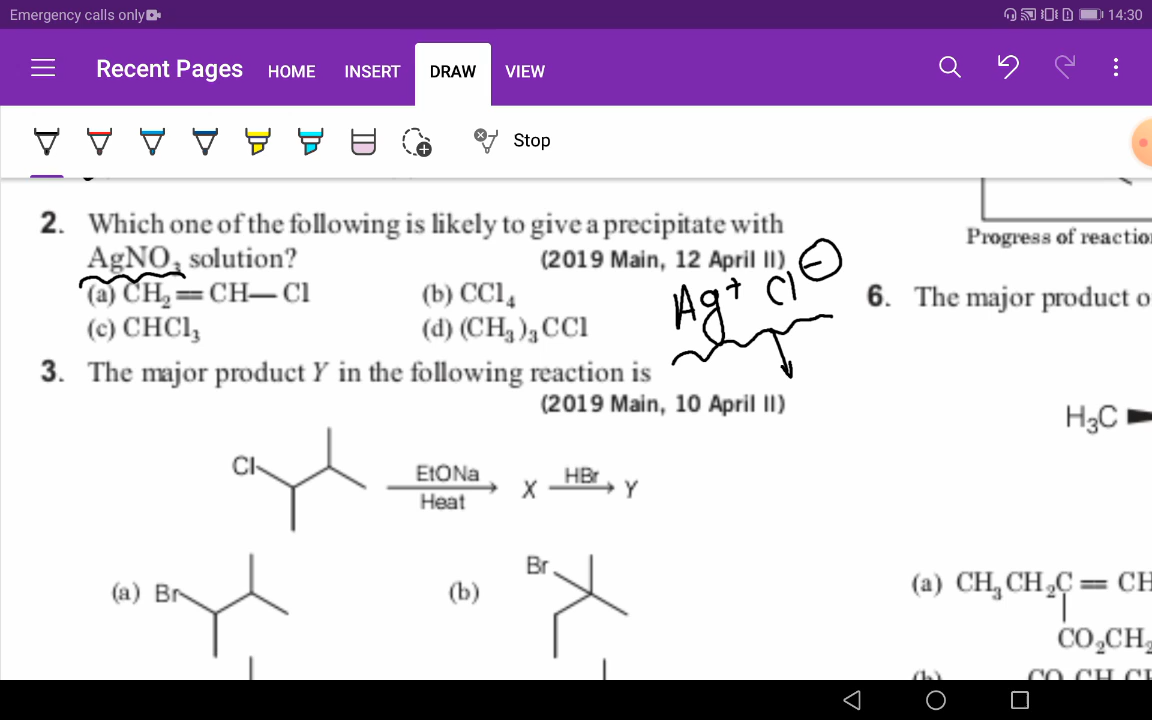 Emergency calls only 14:30
Recent Pages HOME INSERT DRAW VIEW
Stop
2. Which one of the following is likely to give a precipitate with
AgNO₃ solution? (2019 Main, 12 April II)
(a) CH₂=CH—Cl (b) CCl₄
(c) CHCl₃ (d) (CH₃)₃CCl
Ag⁺ Cl⊖
3. The major product Y in the following reaction is
(2019 Main, 10 April II)
Cl
EtONa
Heat
X
HBr
Y
(a) Br
(b) Br
Progress of reactio
6. The major product o
H₃C
(a) CH₃CH₂C=CH
CO₂CH₂